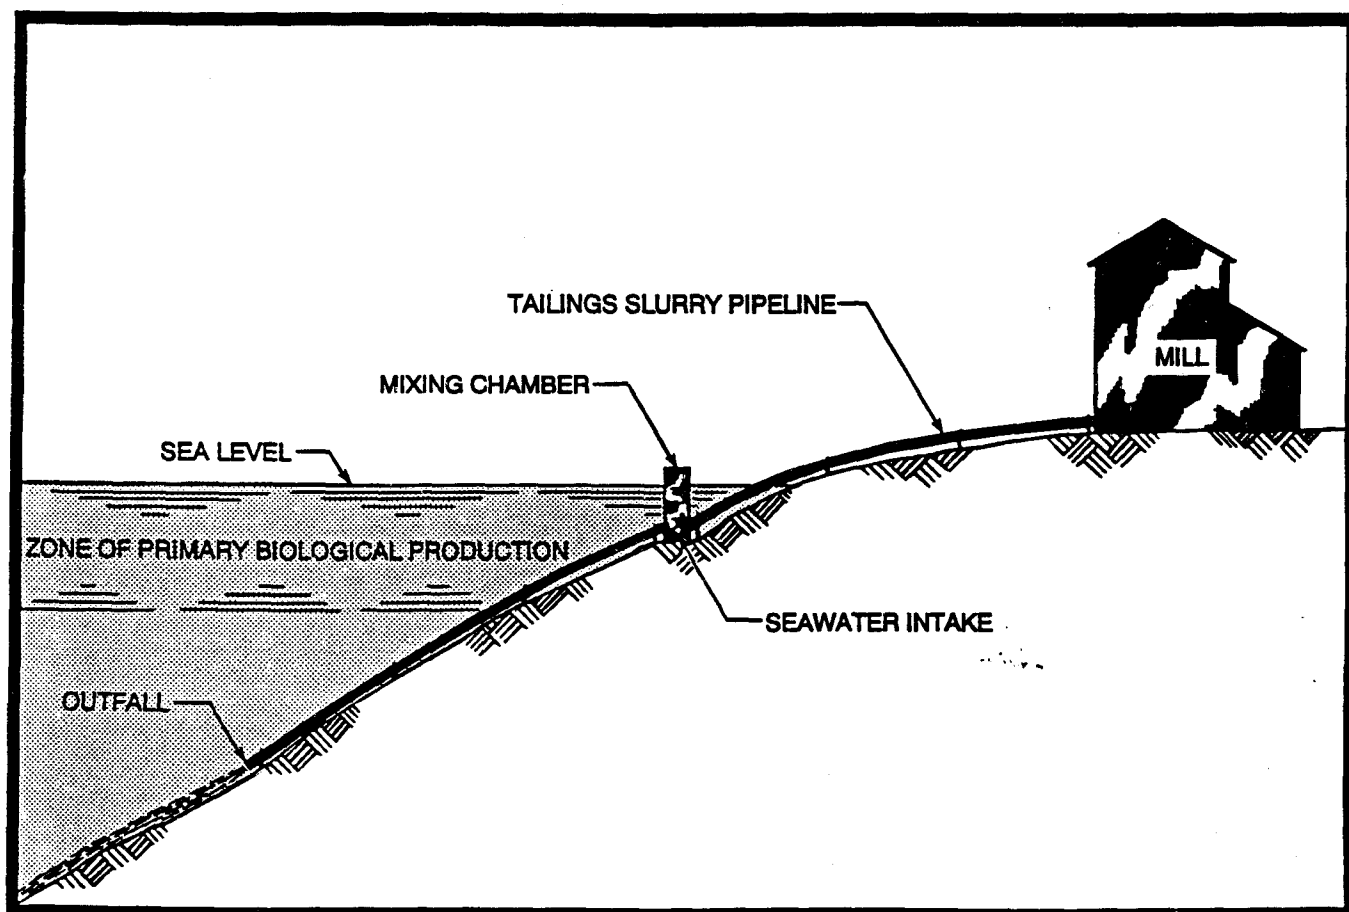 TAILINGS SLURRY PIPELINE
MILL
MIXING CHAMBER
SEA LEVEL
ZONE OF PRIMARY BIOLOGICAL PRODUCTION
SEAWATER INTAKE
OUTFALL